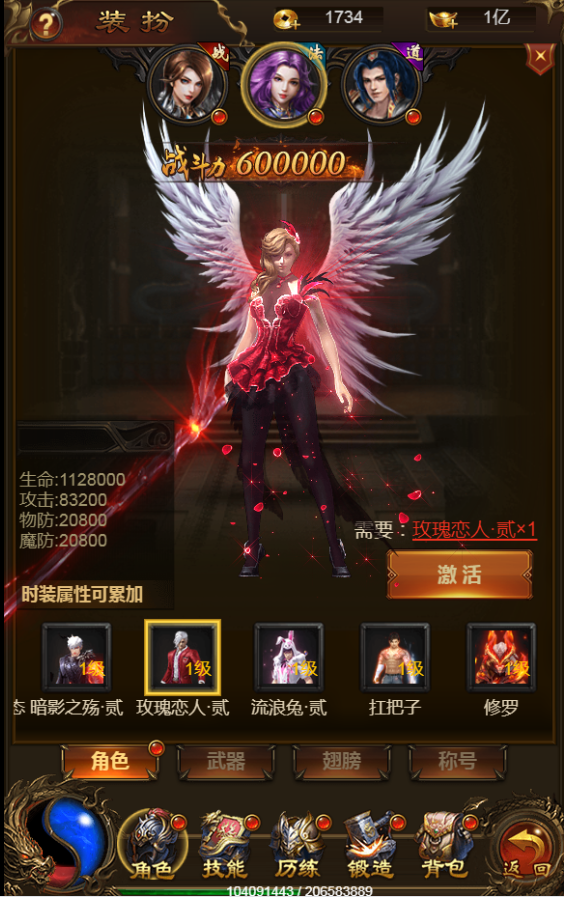 装扮
1734
1亿
战
法
道
战斗力 600000
生命:1128000
攻击:83200
物防:20800
魔防:20800
需要：玫瑰恋人·贰×1
激活
时装属性可累加
1级
1级
1级
1级
1级
态
暗影之殇·贰
玫瑰恋人·贰
流浪兔·贰
扛把子
修罗
角色
武器
翅膀
称号
角色
技能
历练
锻造
背包
返回
104091443 / 206583889